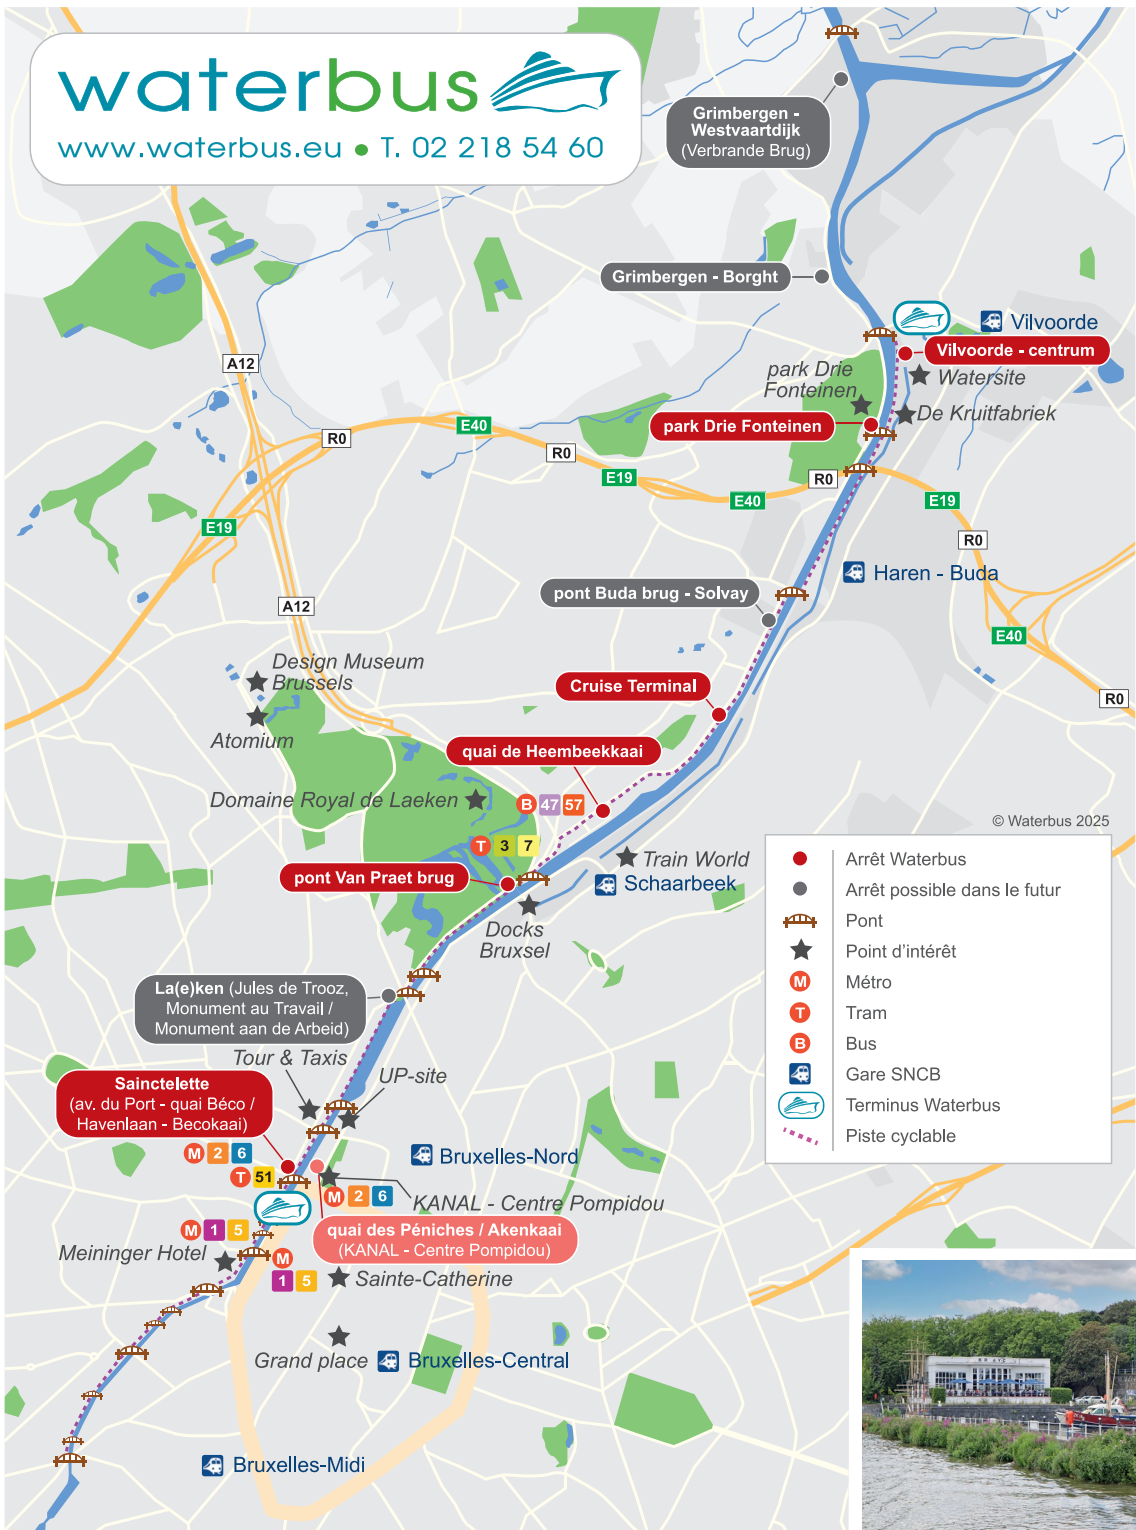 waterbus
www.waterbus.eu • T. 02 218 54 60
Grimbergen -
Westvaartdijk
(Verbrande Brug)
Grimbergen - Borght
Vilvoorde
Vilvoorde - centrum
A12
park Drie
Fonteinen
Watersite
De Kruitfabriek
park Drie Fonteinen
E40
R0
R0
E19
R0
E40
E19
E19
R0
Haren - Buda
pont Buda brug - Solvay
A12
E40
Design Museum
Brussels
Cruise Terminal
R0
Atomium
quai de Heembeekkaai
Domaine Royal de Laeken
B 47 57
© Waterbus 2025
T 3 7
Train World
Schaarbeek
pont Van Praet brug
Docks
Bruxsel
Arrêt Waterbus
Arrêt possible dans le futur
Pont
Point d'intérêt
M Métro
T Tram
B Bus
Gare SNCB
Terminus Waterbus
Piste cyclable
La(e)ken (Jules de Trooz,
Monument au Travail /
Monument aan de Arbeid)
Tour & Taxis
UP-site
Sainctelette
(av. du Port - quai Béco /
Havenlaan - Becokaai)
M 2 6
Bruxelles-Nord
T 51
M 2 6
KANAL - Centre Pompidou
quai des Péniches / Akenkaai
(KANAL - Centre Pompidou)
M 1 5
Meininger Hotel
M
1 5
Sainte-Catherine
Grand place
Bruxelles-Central
Bruxelles-Midi